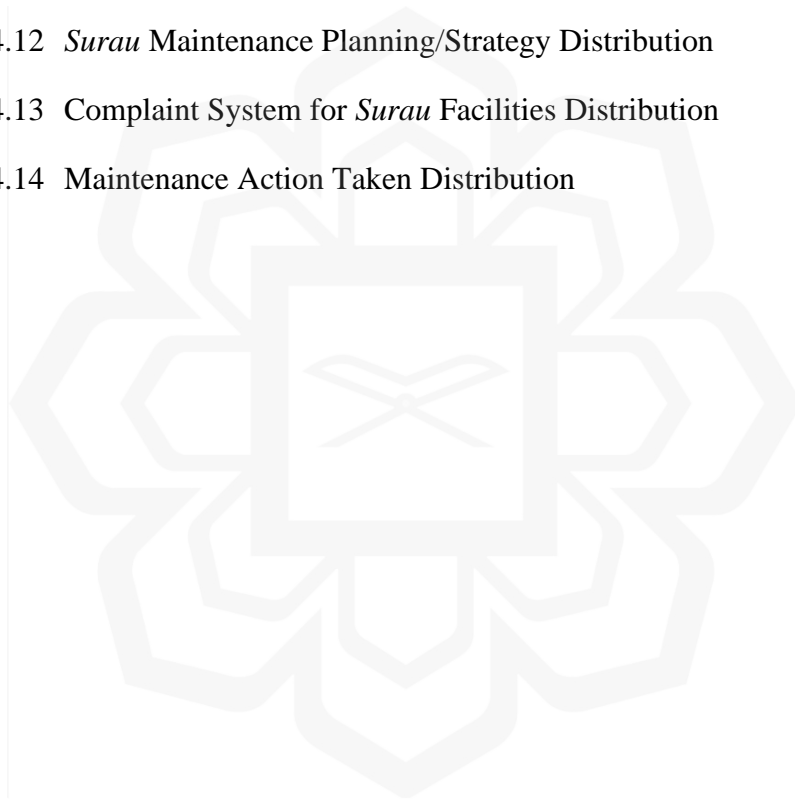 .12 Surau Maintenance Planning/Strategy Distribution
.13 Complaint System for Surau Facilities Distribution
.14 Maintenance Action Taken Distribution